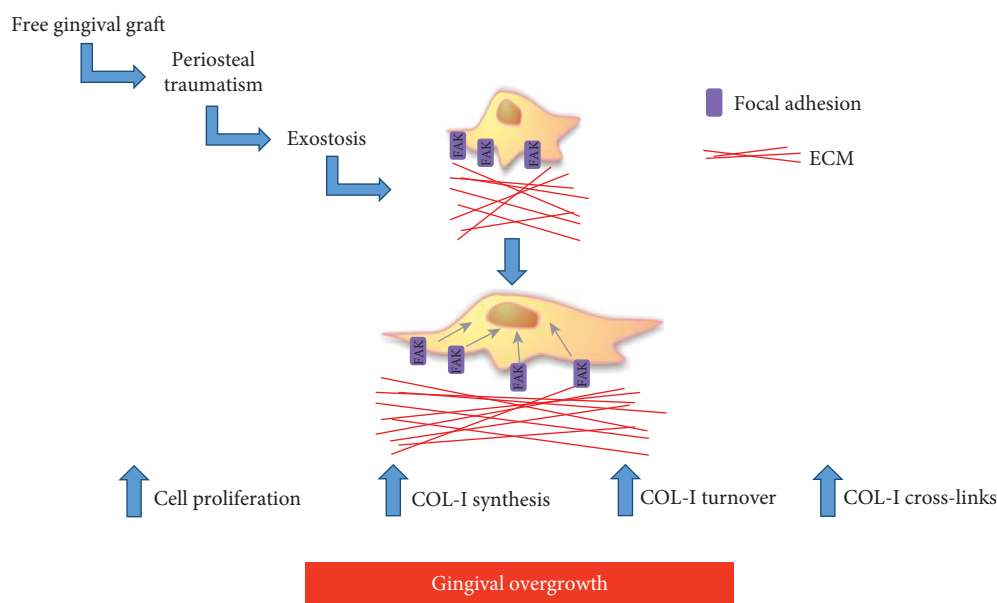 Free gingival graft
Periosteal
traumatism
Exostosis
Focal adhesion
ECM
FAK
FAK
FAK
FAK
FAK
FAK
FAK
Cell proliferation
COL-I synthesis
COL-I turnover
COL-I cross-links
Gingival overgrowth